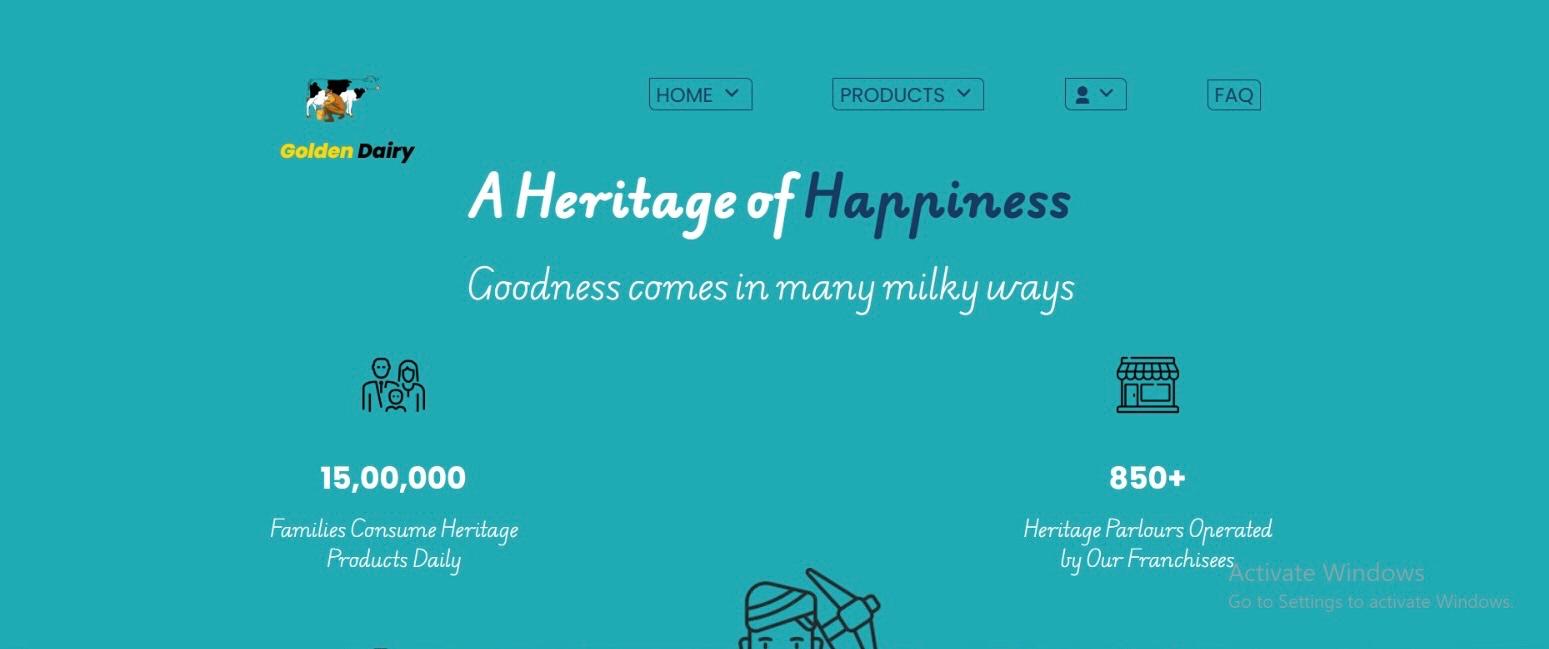 HOME
PRODUCTS
FAQ
Golden Dairy
A Heritage of Happiness
Goodness comes in many milky ways
15,00,000
850+
Families Consume Heritage
Products Daily
Heritage Parlours Operated
by Our Franchisees
Activate Windows
Go to Settings to activate Windows.